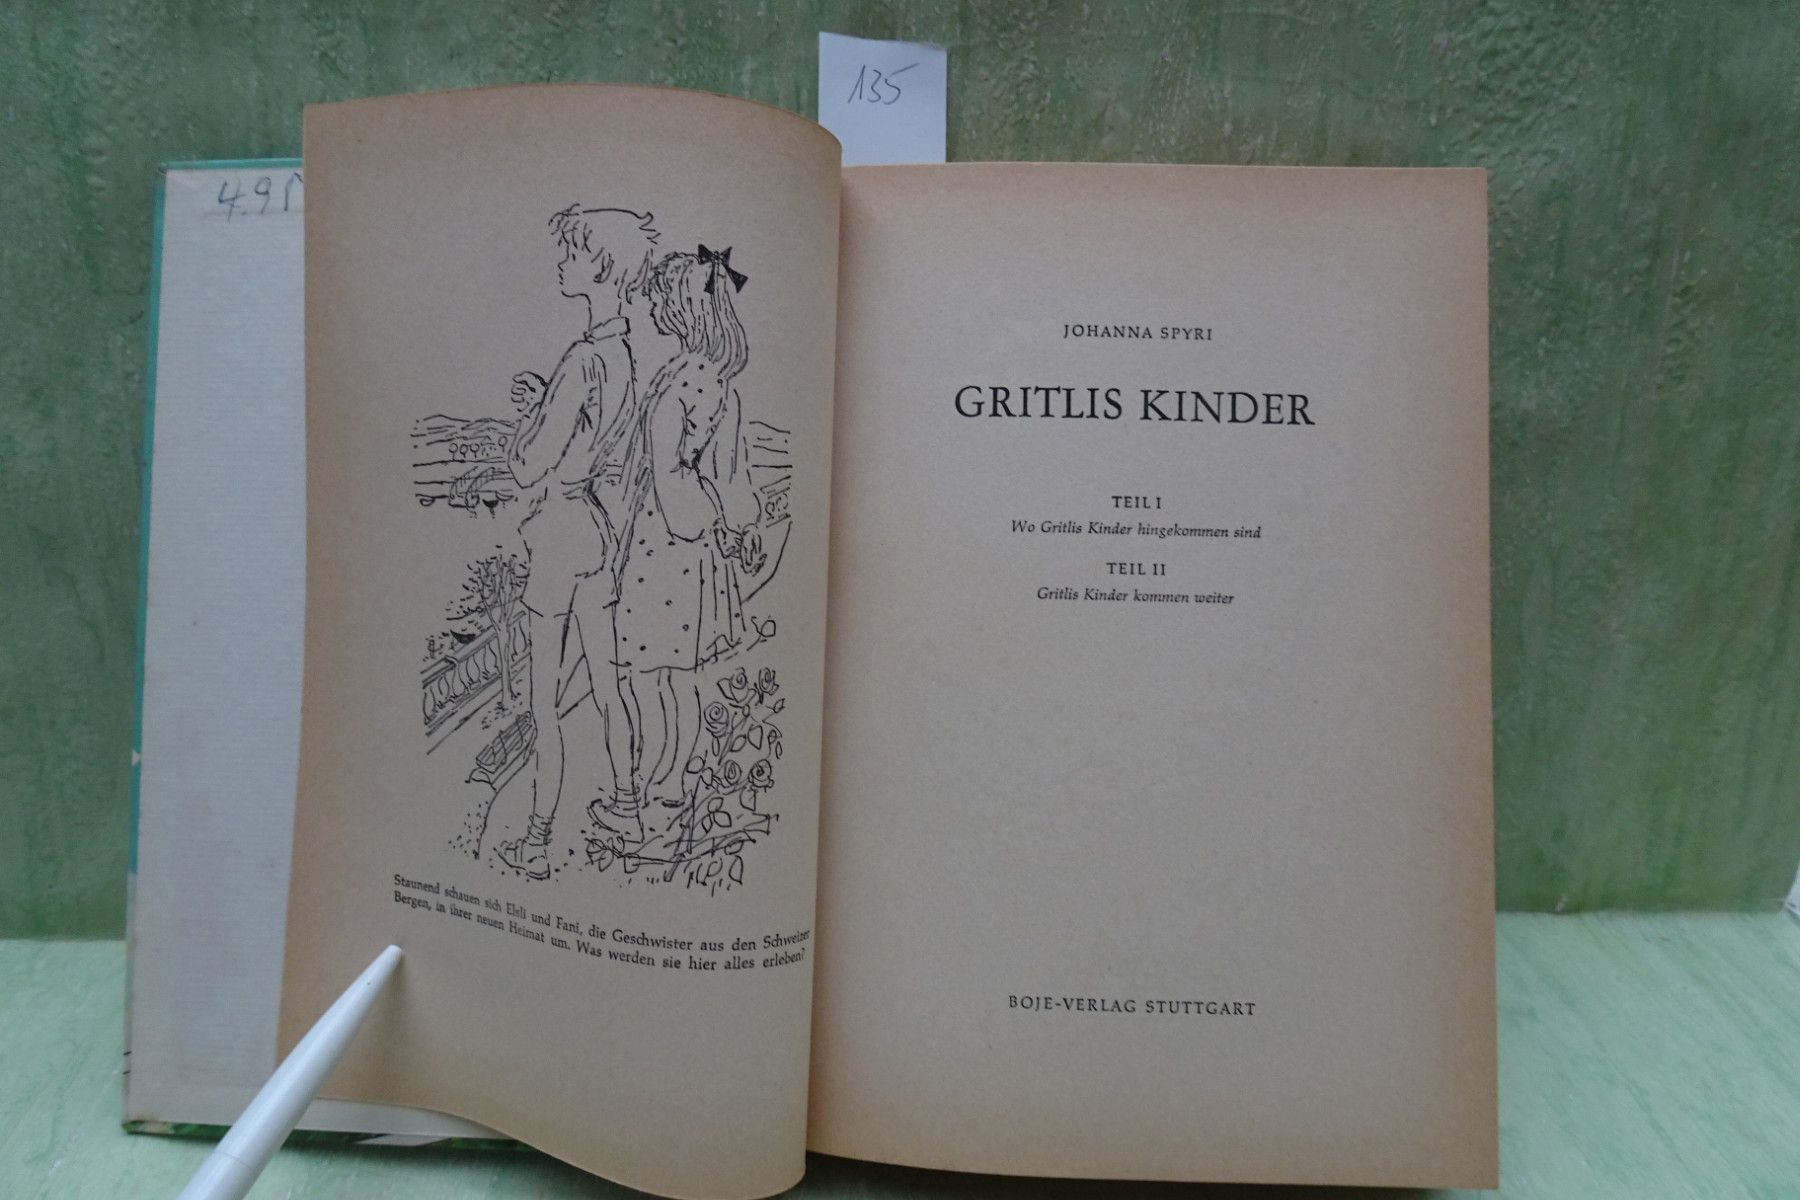 135
4.95
Staunend schauen sich Elsli und Fani, die Geschwister aus den Schweizer
Bergen, in ihrer neuen Heimat um. Was werden sie hier alles erleben?
JOHANNA SPYRI
GRITLIS KINDER
TEIL I
Wo Gritlis Kinder hingekommen sind
TEIL II
Gritlis Kinder kommen weiter
BOJE-VERLAG STUTTGART